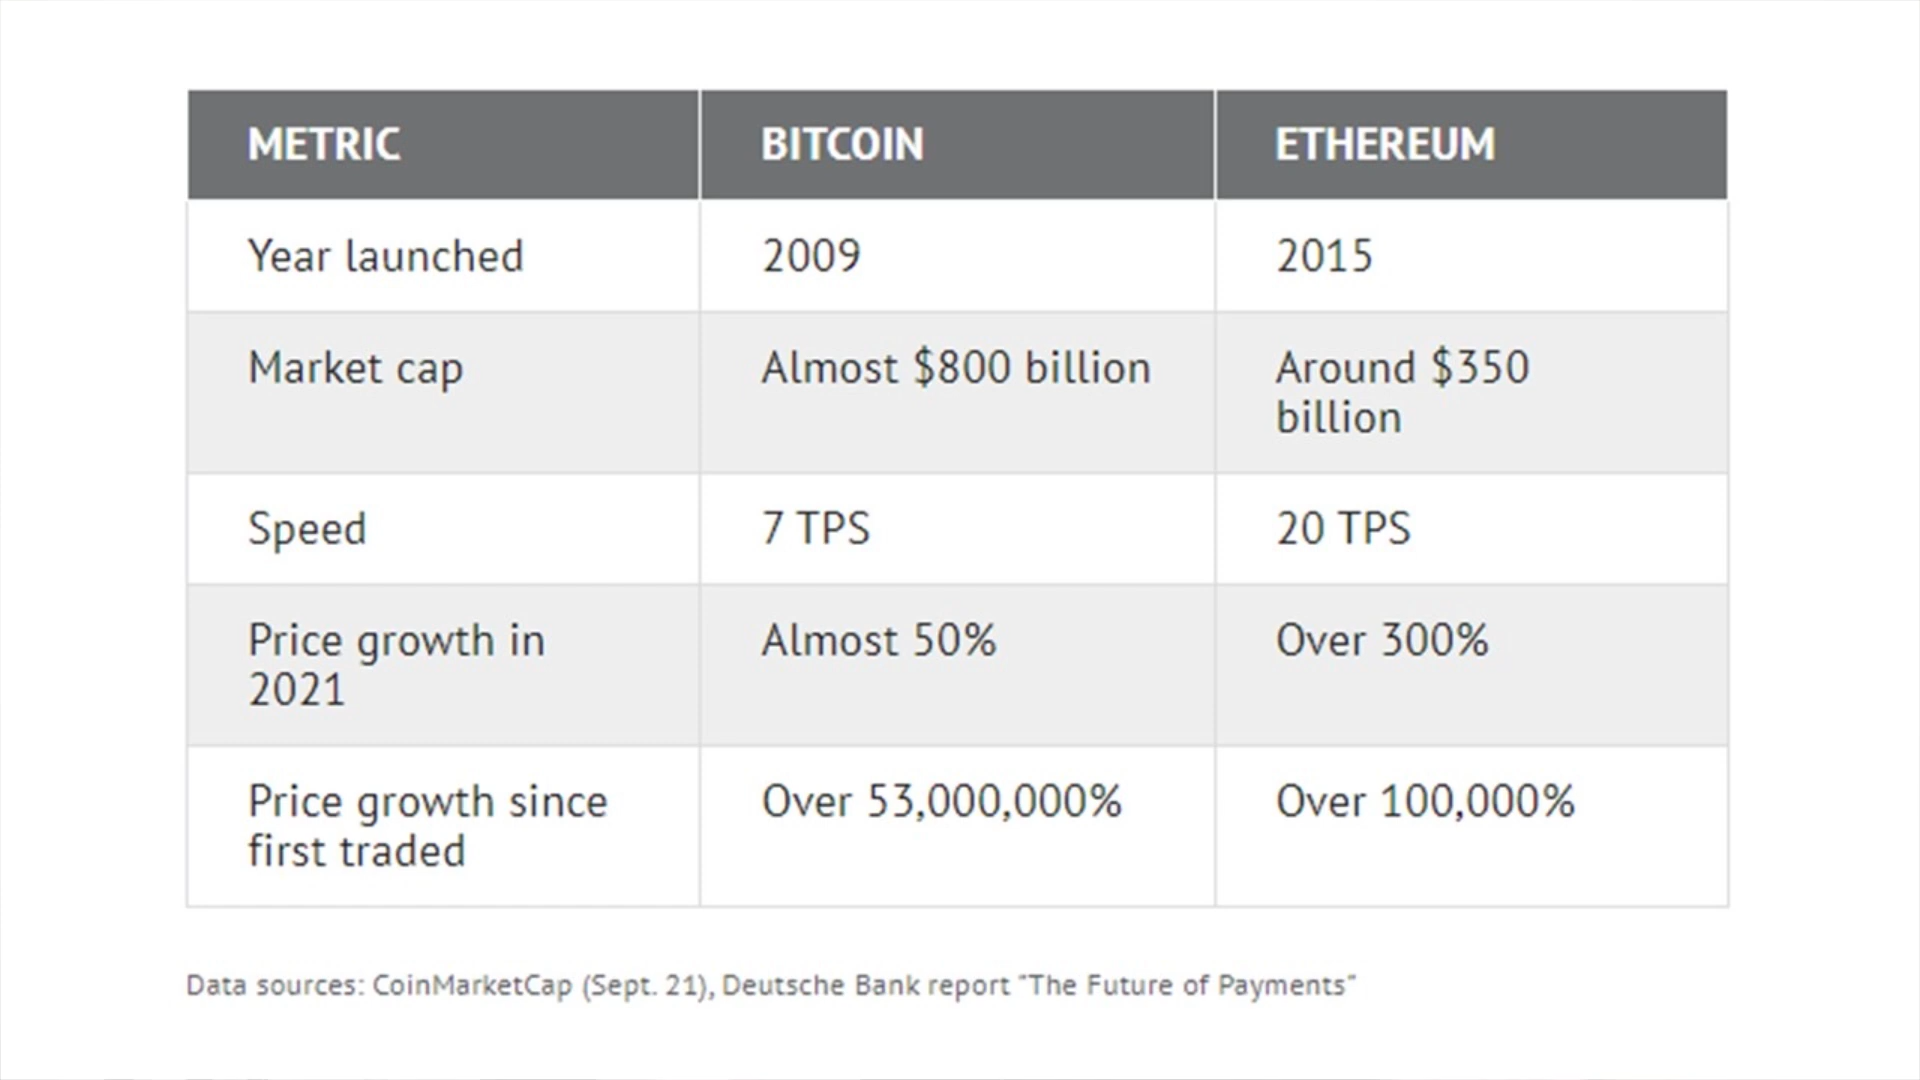 METRIC BITCOIN ETHEREUM
Year launched 2009 2015
Market cap Almost $800 billion Around $350
billion
Speed 7 TPS 20 TPS
Price growth in Almost 50% Over 300%
2021
Price growth since Over 53,000,000% Over 100,000%
first traded
Data sources: CoinMarketCap (Sept. 21), Deutsche Bank report "The Future of Payments"